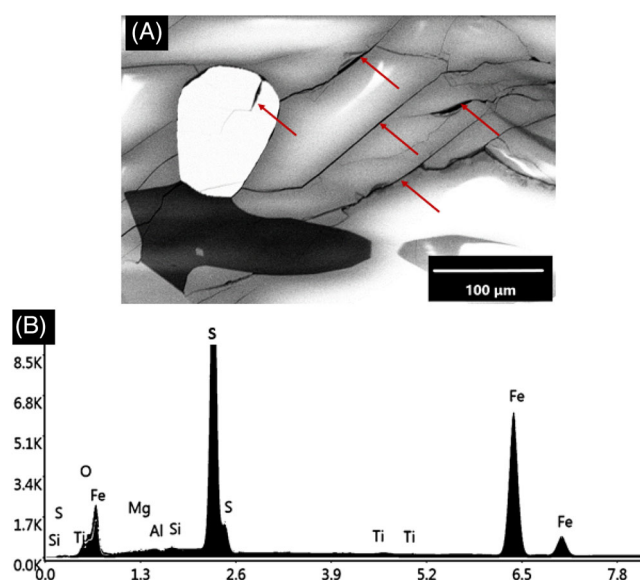 (A)
100 µm
(B)
8.5K
6.8K
5.1K
3.4K
1.7K
0.0K
S
S
O
Fe
S
Si
Ti
Mg
Al
Si
Ti
Ti
Fe
Fe
0.0
1.3
2.6
3.9
5.2
6.5
7.8